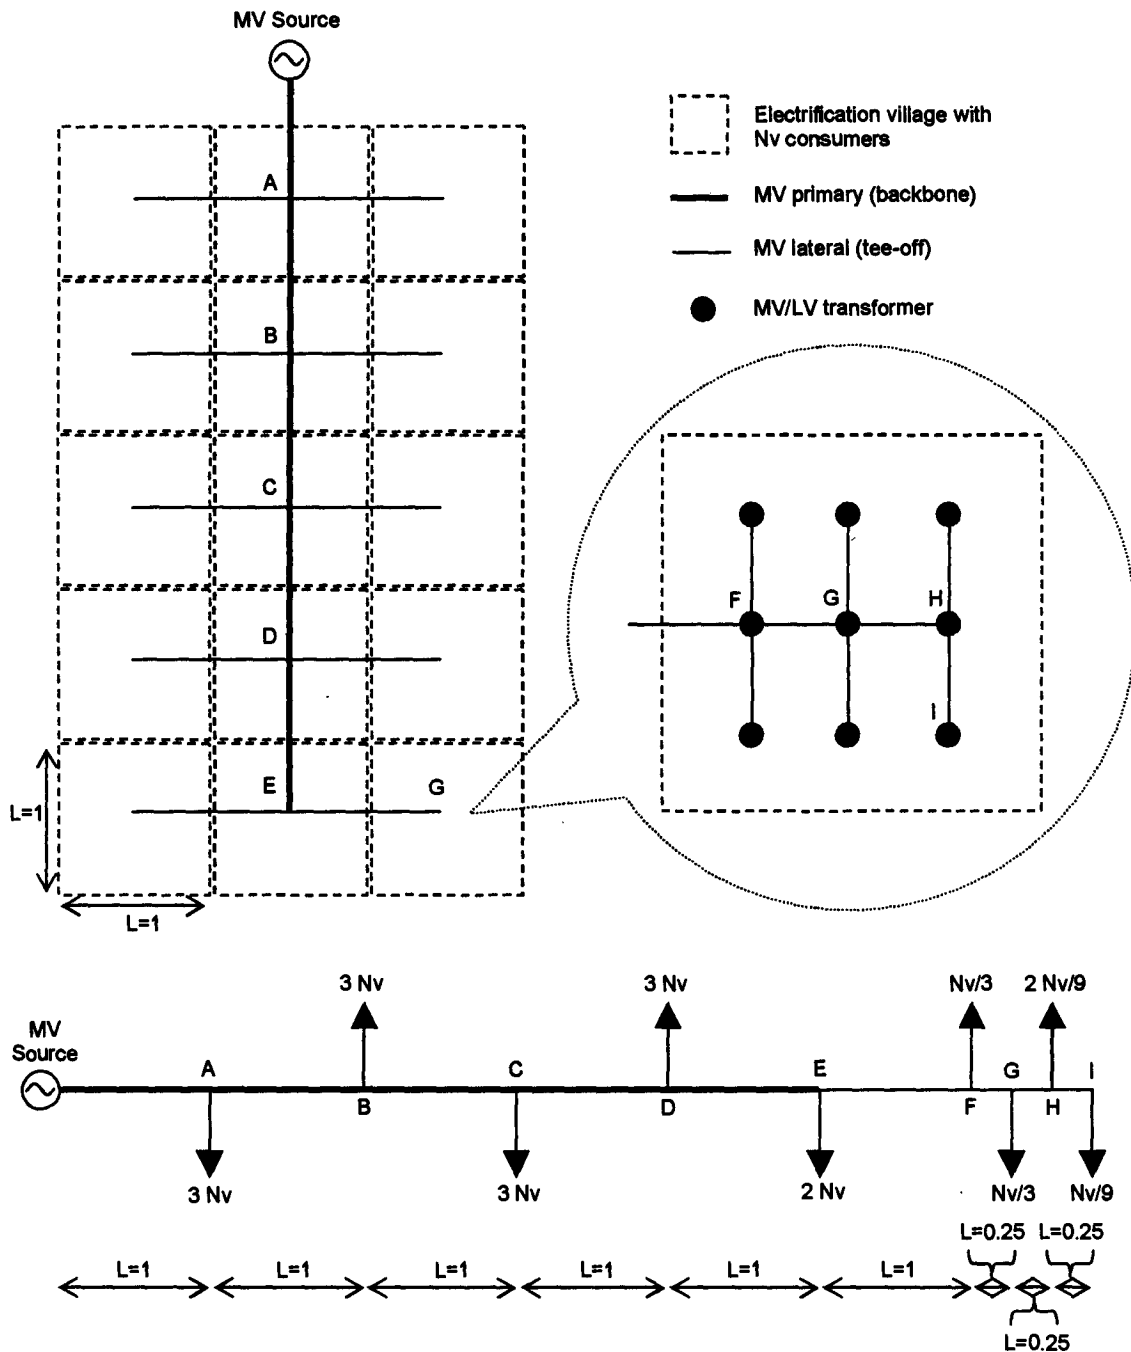 MV Source
Electrification village with
Nv consumers
MV primary (backbone)
MV lateral (tee-off)
MV/LV transformer
A
B
C
D
E
G
L=1
L=1
F
G
H
I
3 Nv
3 Nv
Nv/3
2 Nv/9
MV
Source
A
C
E
G
I
B
D
F
H
3 Nv
3 Nv
2 Nv
Nv/3
Nv/9
L=0.25
L=0.25
L=1
L=1
L=1
L=1
L=1
L=1
L=0.25